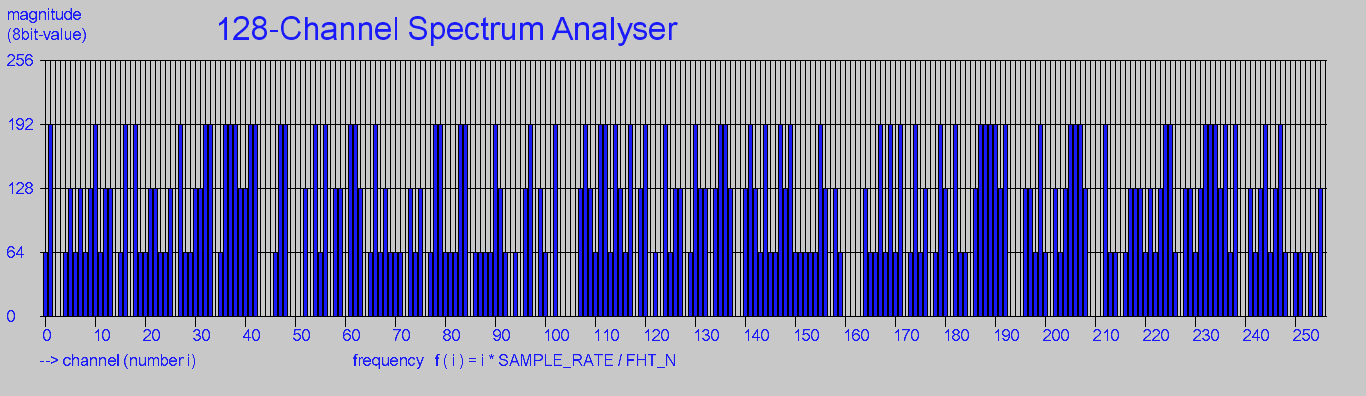 magnitude
(8bit-value)
128-Channel Spectrum Analyser
256
192
128
64
0
0 10 20 30 40 50 60 70 80 90 100 110 120 130 140 150 160 170 180 190 200 210 220 230 240 250
--> channel (number i)
frequency f ( i ) = i * SAMPLE_RATE / FHT_N